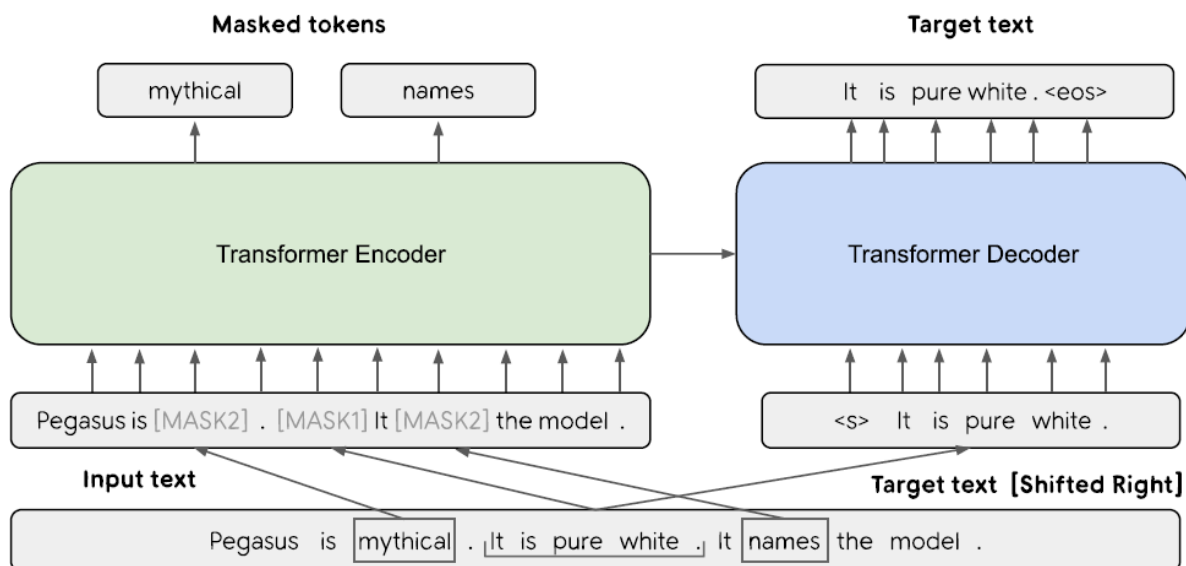 Masked tokens
Target text
mythical
names
It is pure white . <eos>
Transformer Encoder
Transformer Decoder
Pegasus is [MASK2] . [MASK1] It [MASK2] the model .
<s> It is pure white .
Input text
Target text [Shifted Right]
Pegasus is mythical . It is pure white . It names the model .